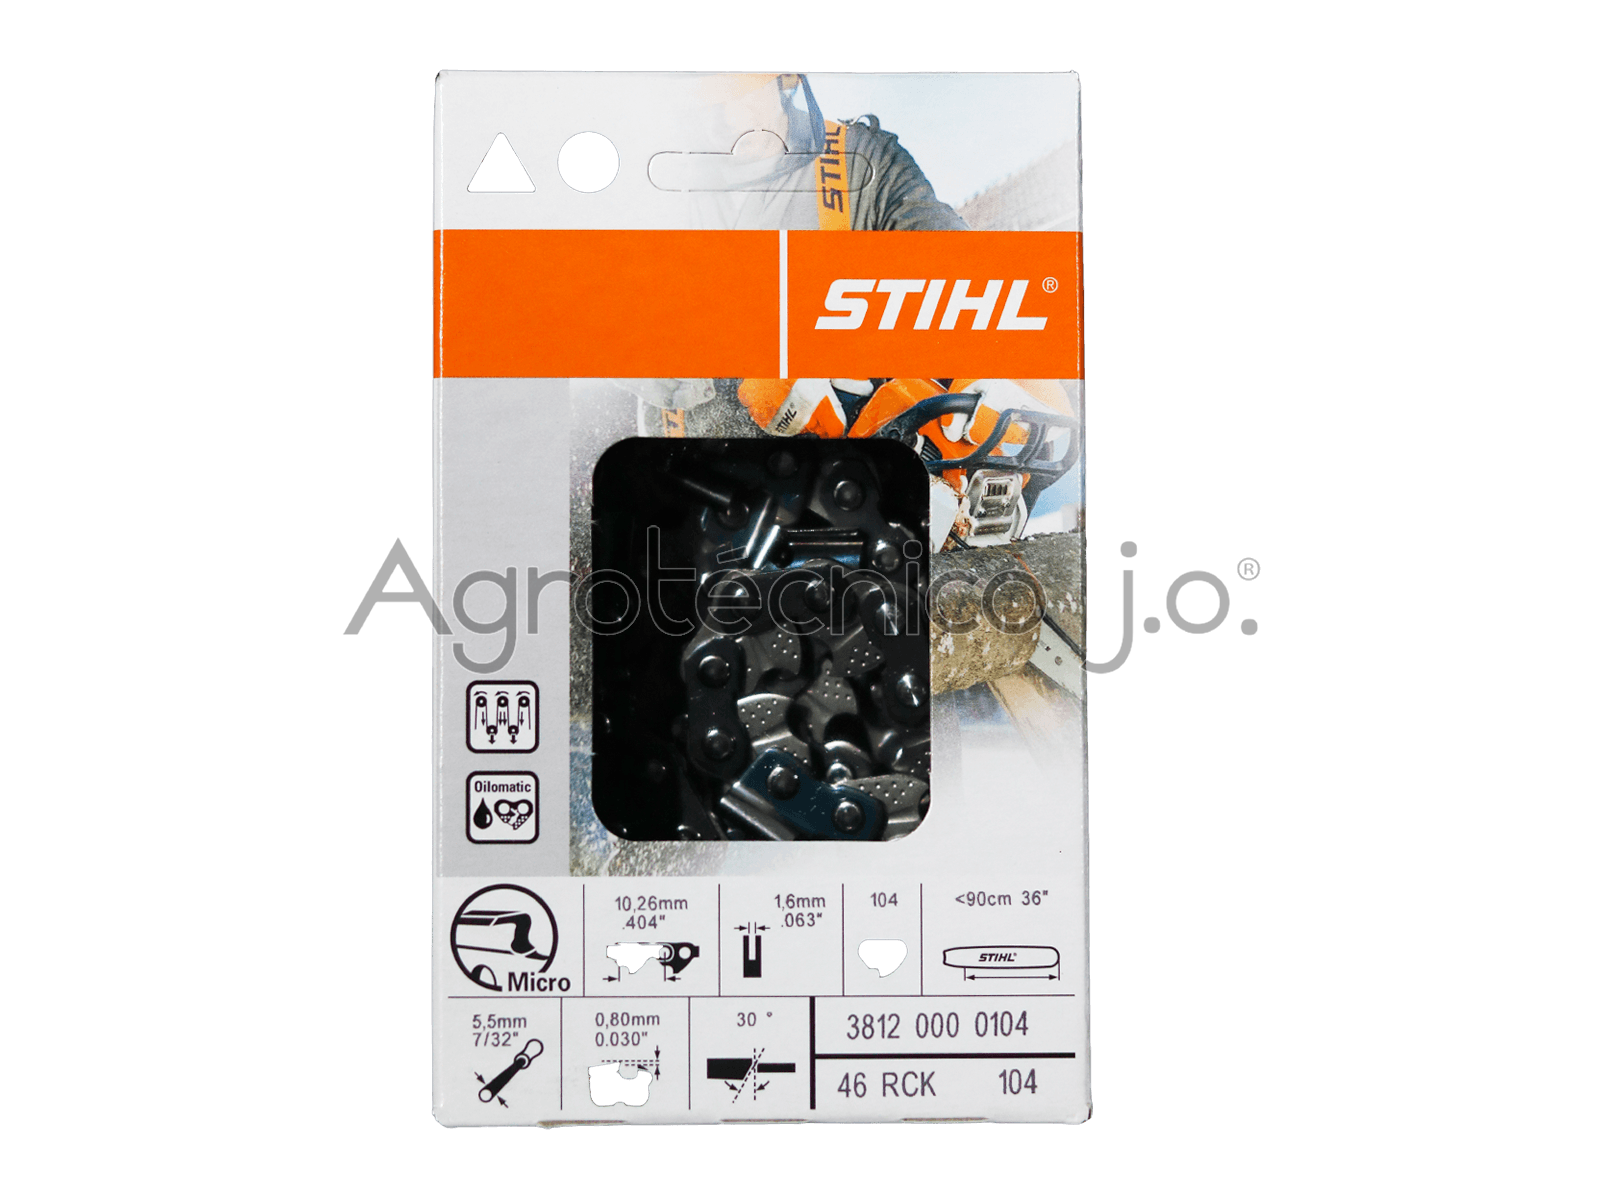 STIHL
STIHL®
STIHL
Agrotécnico j.o.®
Oilomatic
Micro
10,26mm
.404"
1,6mm
.063"
104
<90cm 36"
STIHL®
5,5mm
7/32"
0,80mm
0.030"
30 °
3812 000 0104
46 RCK 104